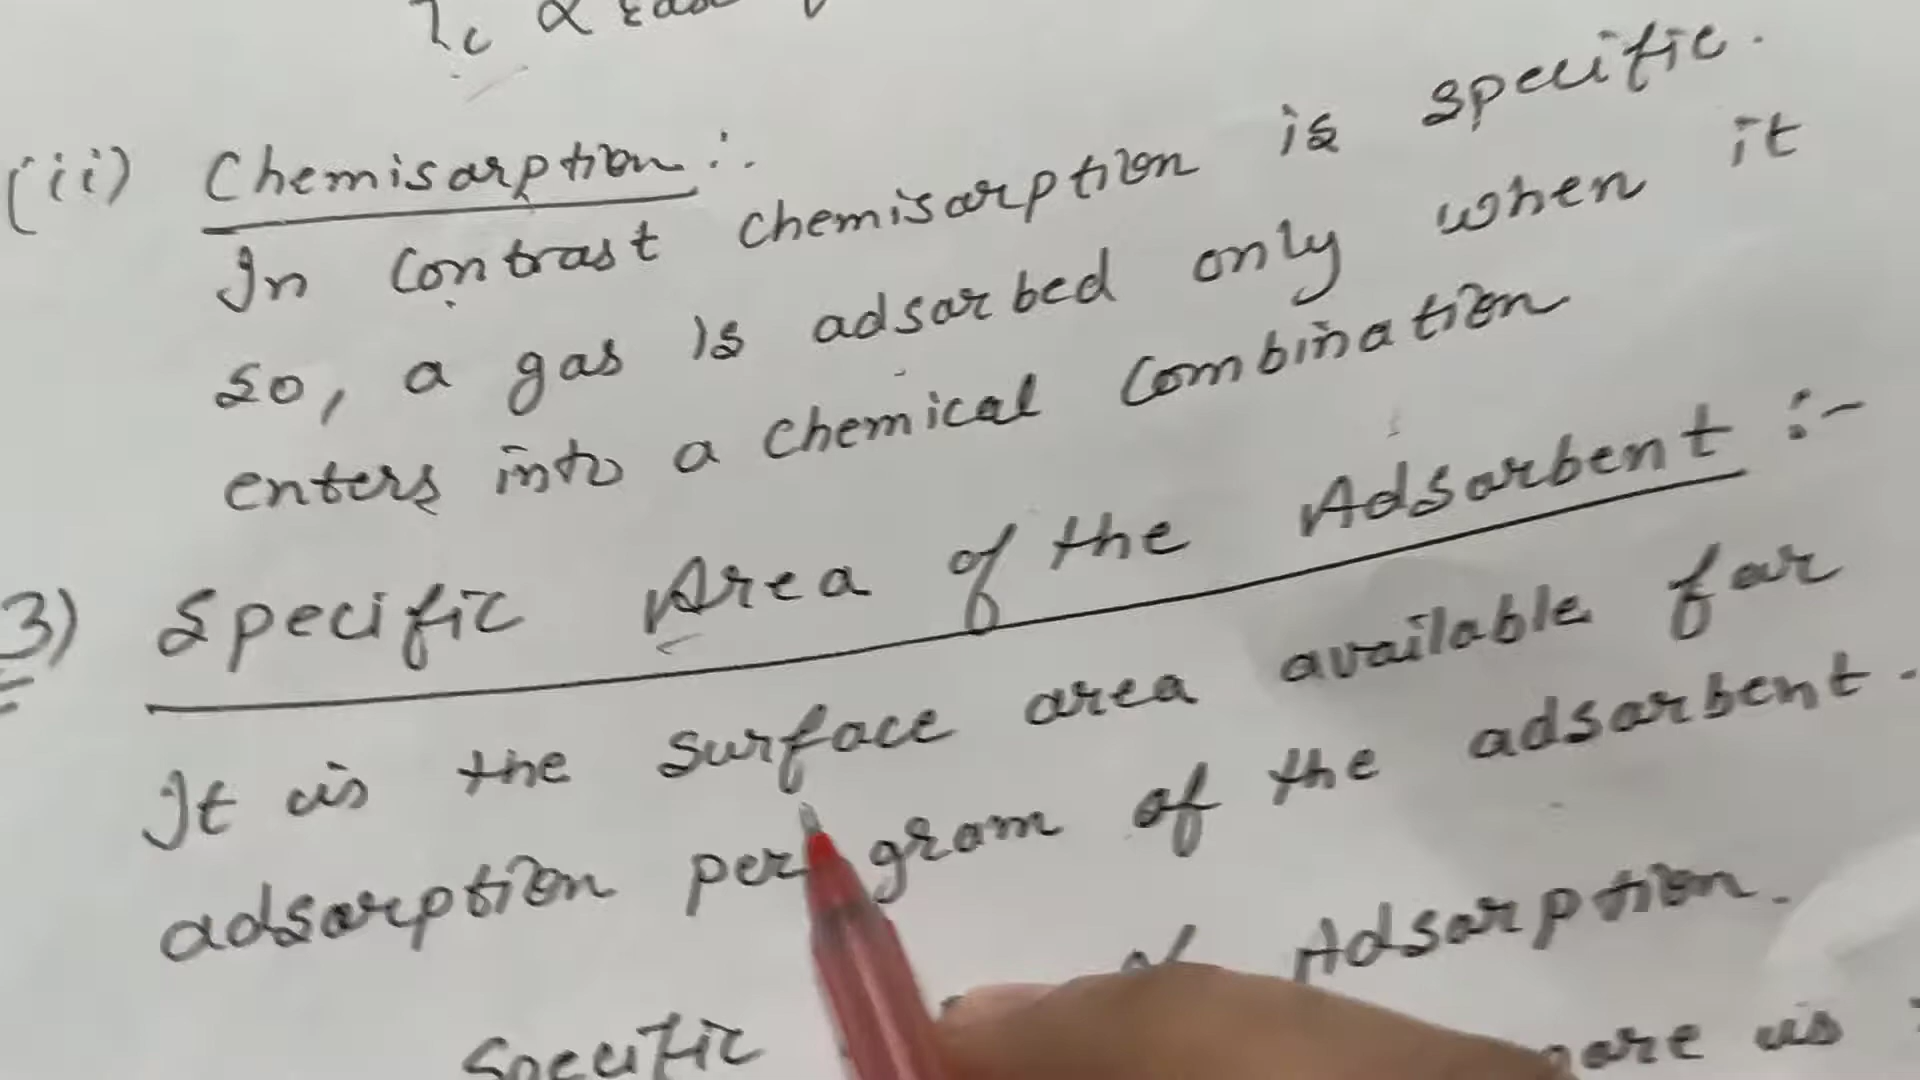 (ii) Chemisorption :.
In contrast chemisorption is specific.
So, a gas is adsorbed only when it
enters into a chemical combination
3) Specific Area of the Adsorbent :-
It is the surface area available for
adsorption per gram of the adsorbent.
of Adsorption.
Specific is